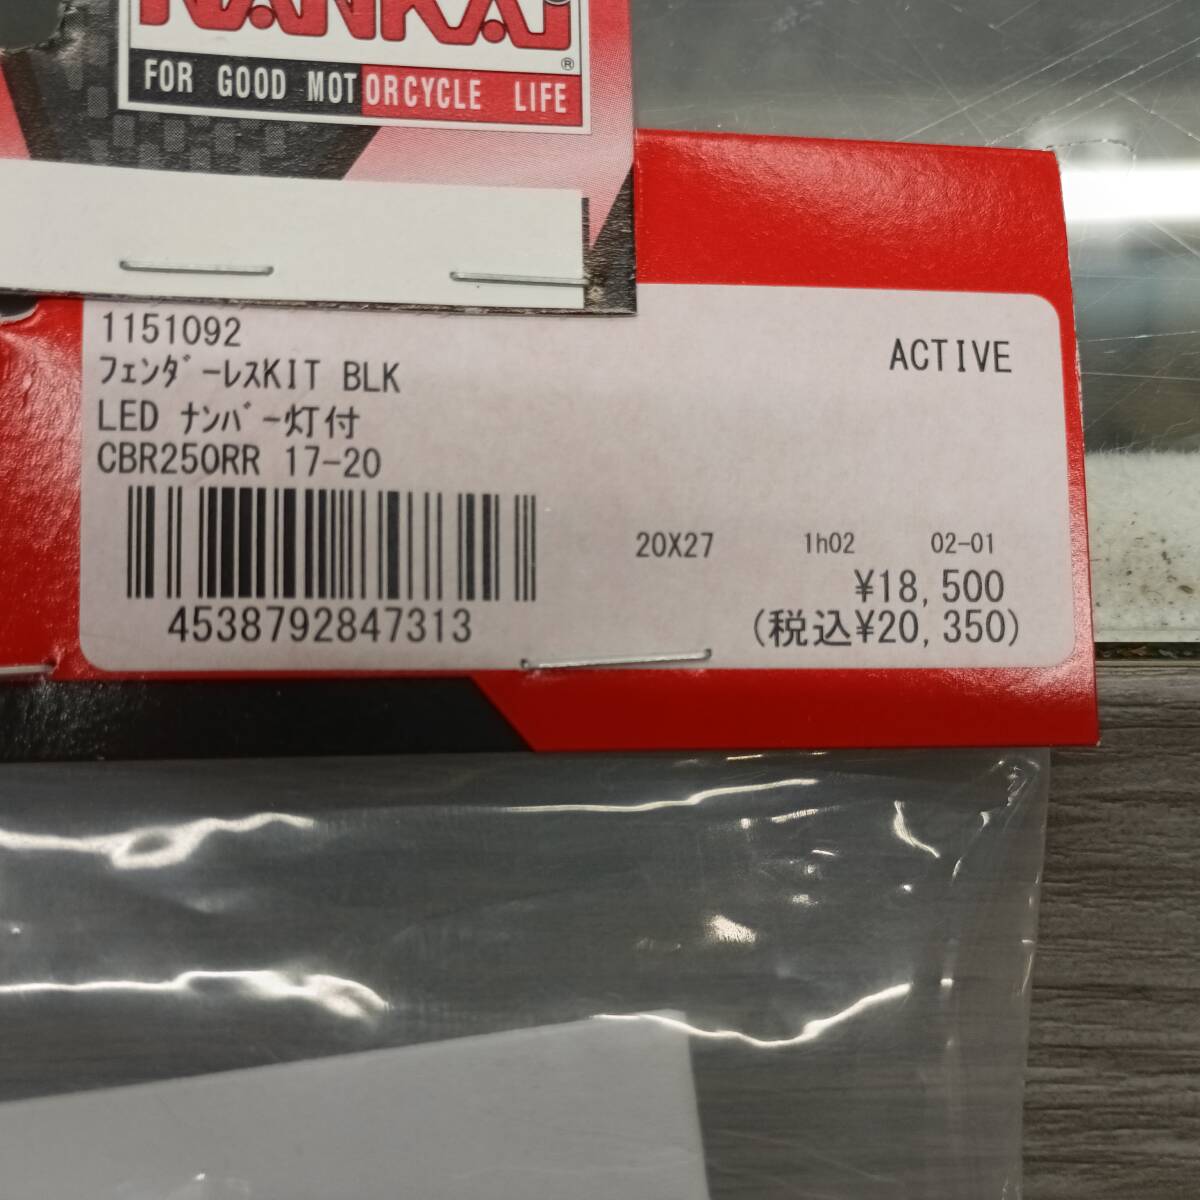 NANKAI
®
FOR GOOD MOTORCYCLE LIFE
1151092
ﾌｪﾝﾀﾞｰﾚｽKIT BLK
LED ﾅﾝﾊﾞｰ灯付
CBR250RR 17-20
ACTIVE
20X27 1h02 02-01
¥18,500
(税込¥20,350)
4538792847313